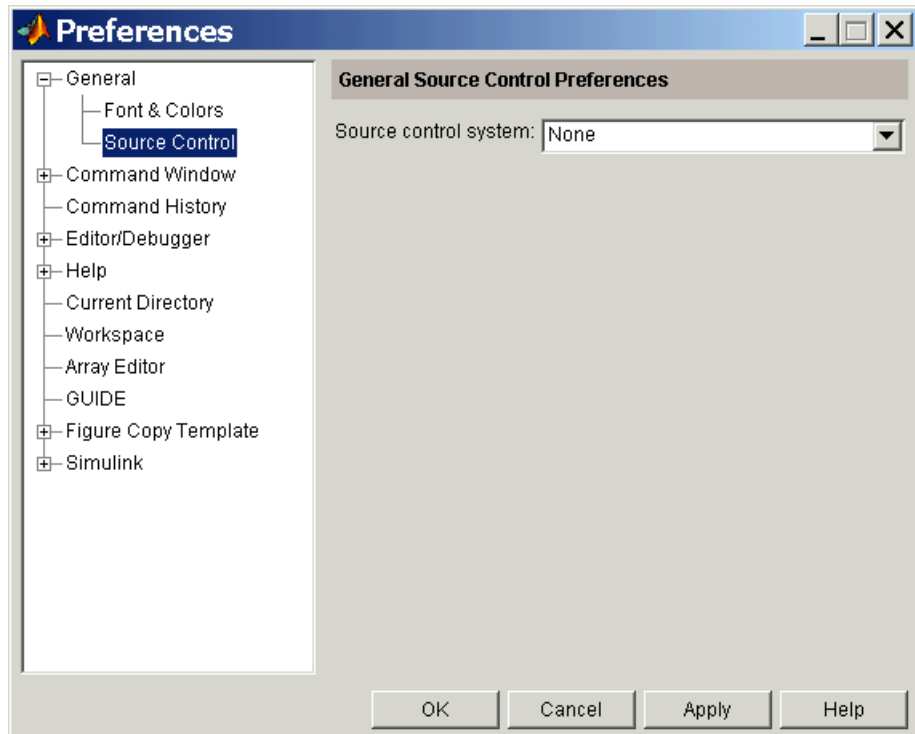 Preferences
General
Font & Colors
Source Control
Command Window
Command History
Editor/Debugger
Help
Current Directory
Workspace
Array Editor
GUIDE
Figure Copy Template
Simulink
General Source Control Preferences
Source control system: None
OK Cancel Apply Help